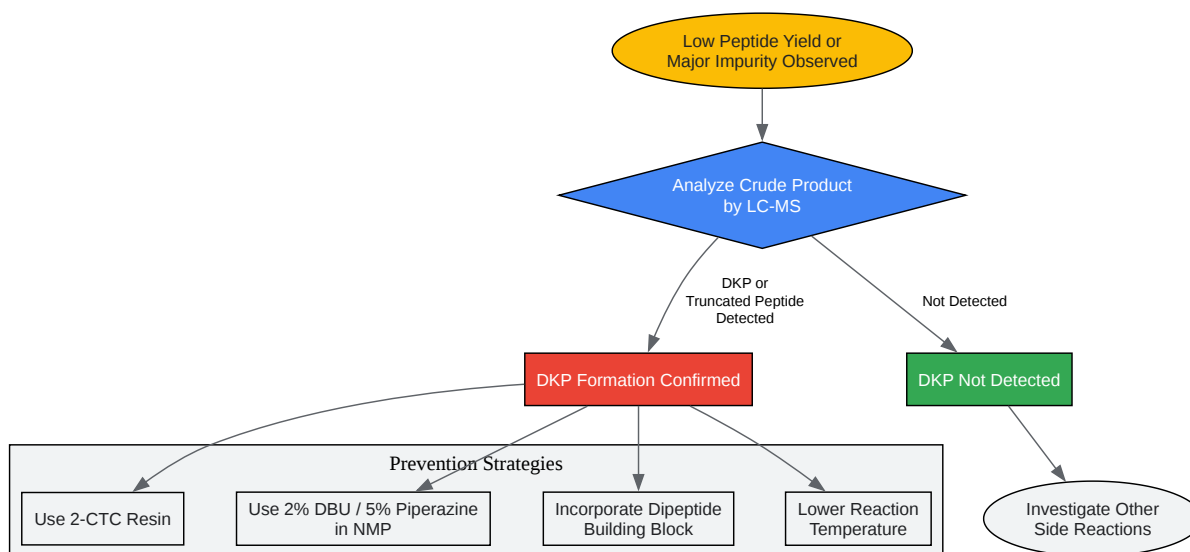 Low Peptide Yield or
Major Impurity Observed
Analyze Crude Product
by LC-MS
DKP or
Truncated Peptide
Detected
Not Detected
DKP Formation Confirmed
DKP Not Detected
Prevention Strategies
Use 2-CTC Resin
Use 2% DBU / 5% Piperazine
in NMP
Incorporate Dipeptide
Building Block
Lower Reaction
Temperature
Investigate Other
Side Reactions